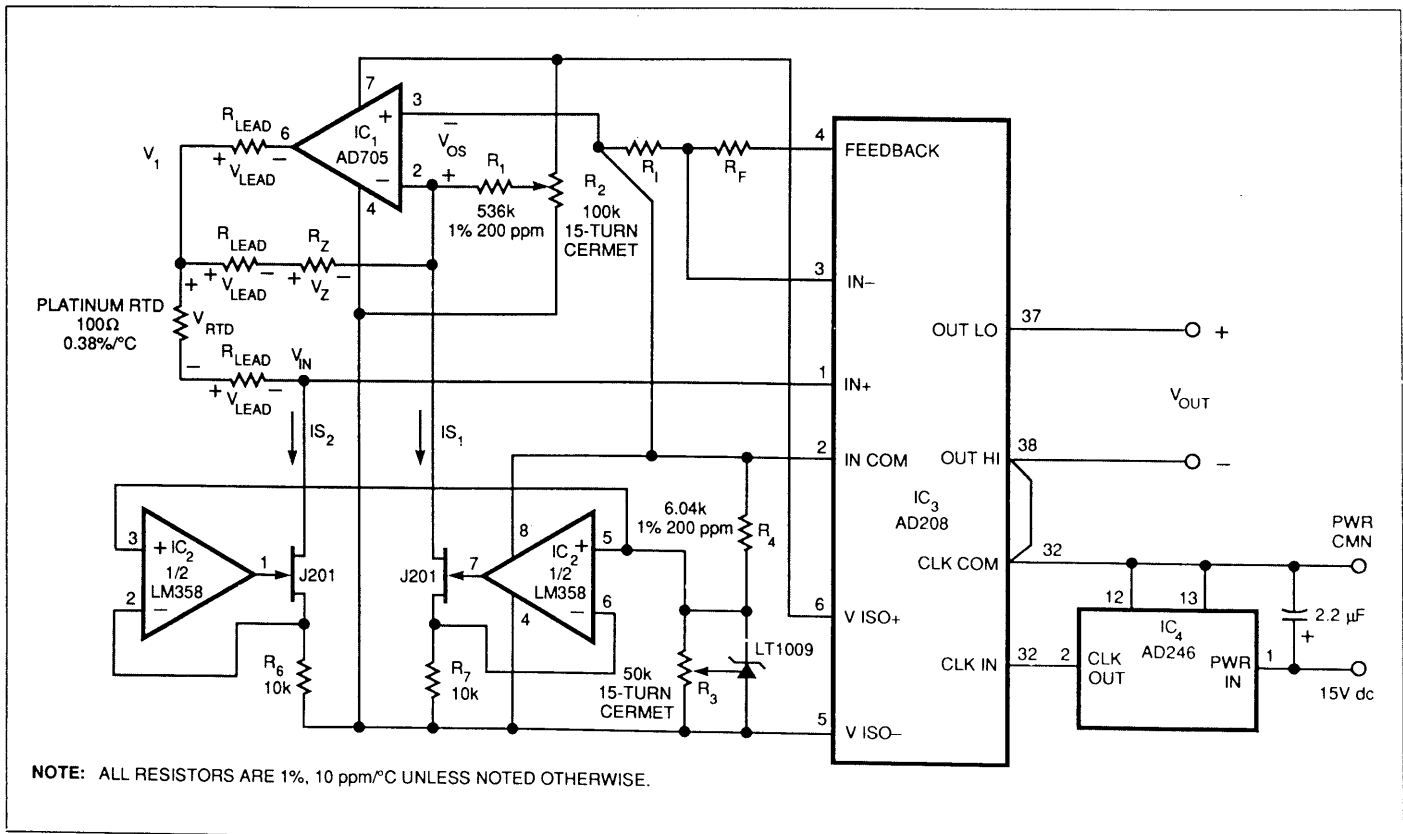 7
R LEAD
6
IC1
AD705
+
−
3
−
VOS
+
2
4
R1
536k
1% 200 ppm
R2
100k
15-TURN
CERMET
RI
RF
4
FEEDBACK
V1
+ VLEAD −
RLEAD
RZ
+ VLEAD −
+ VZ −
3
IN−
PLATINUM RTD
100Ω
0.38%/°C
+
VRTD
−
RLEAD
+ VLEAD −
VIN
1
IN+
OUT LO
37
+
VOUT
IS2
IS1
2
IN COM
OUT HI
38
−
IC3
AD208
6.04k
1% 200 ppm
R4
3
+
IC2
1/2
LM358
2
−
1
J201
J201
7
8
IC2
1/2
LM358
+
5
−
6
4
CLK COM
32
PWR
CMN
12
13
2.2 µF
+
6
V ISO+
IC4
AD246
CLK IN
32
2
CLK
OUT
PWR
IN
1
15V dc
LT1009
R6
10k
R7
10k
50k
15-TURN
CERMET
R3
5
V ISO−
NOTE: ALL RESISTORS ARE 1%, 10 ppm/°C UNLESS NOTED OTHERWISE.